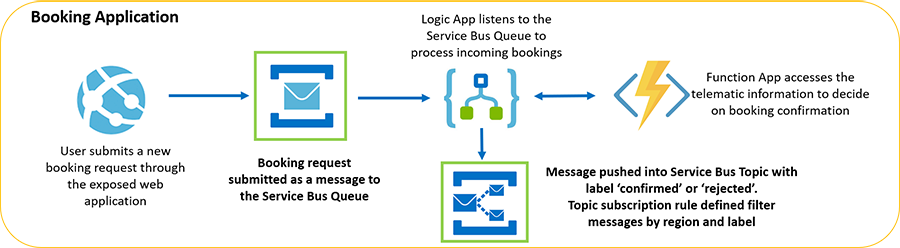 Booking Application
Logic App listens to the
Service Bus Queue to
process incoming bookings
Function App accesses the
telematic information to decide
on booking confirmation
User submits a new
booking request through
the exposed web
application
Booking request
submitted as a message to
the Service Bus Queue
Message pushed into Service Bus Topic with
label ‘confirmed’ or ‘rejected’.
Topic subscription rule defined filter
messages by region and label